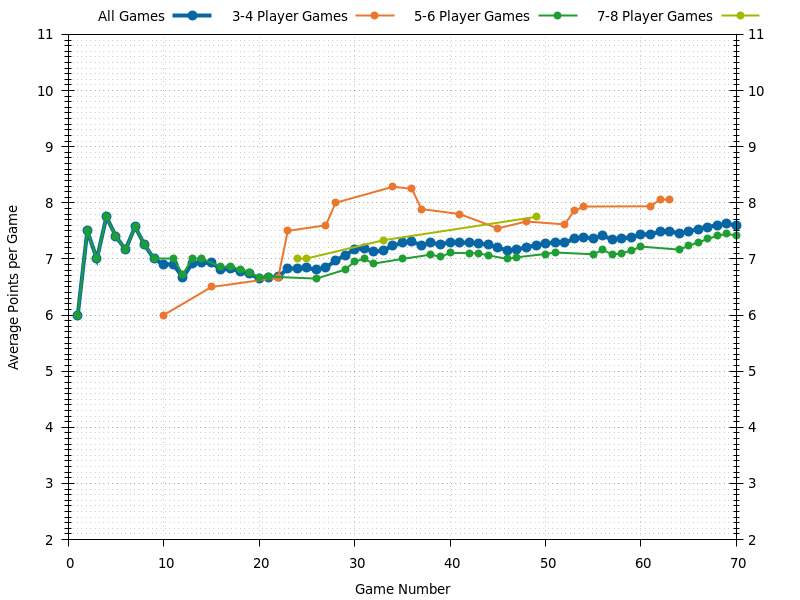 All Games 3-4 Player Games 5-6 Player Games 7-8 Player Games
11 11
10 10
9 9
8 8
7 7
6 6
5 5
4 4
3 3
2 2
0 10 20 30 40 50 60 70
Average Points per Game
Game Number